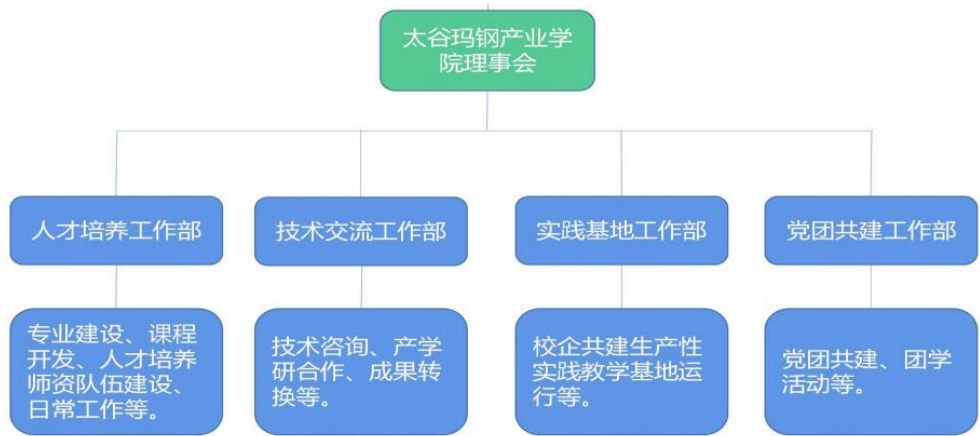 太谷玛钢产业学
院理事会
人才培养工作部
技术交流工作部
实践基地工作部
党团共建工作部
专业建设、课程
开发、人才培养
师资队伍建设、
日常工作等。
技术咨询、产学
研合作、成果转
换等。
校企共建生产性
实践教学基地运
行等。
党团共建、团学
活动等。